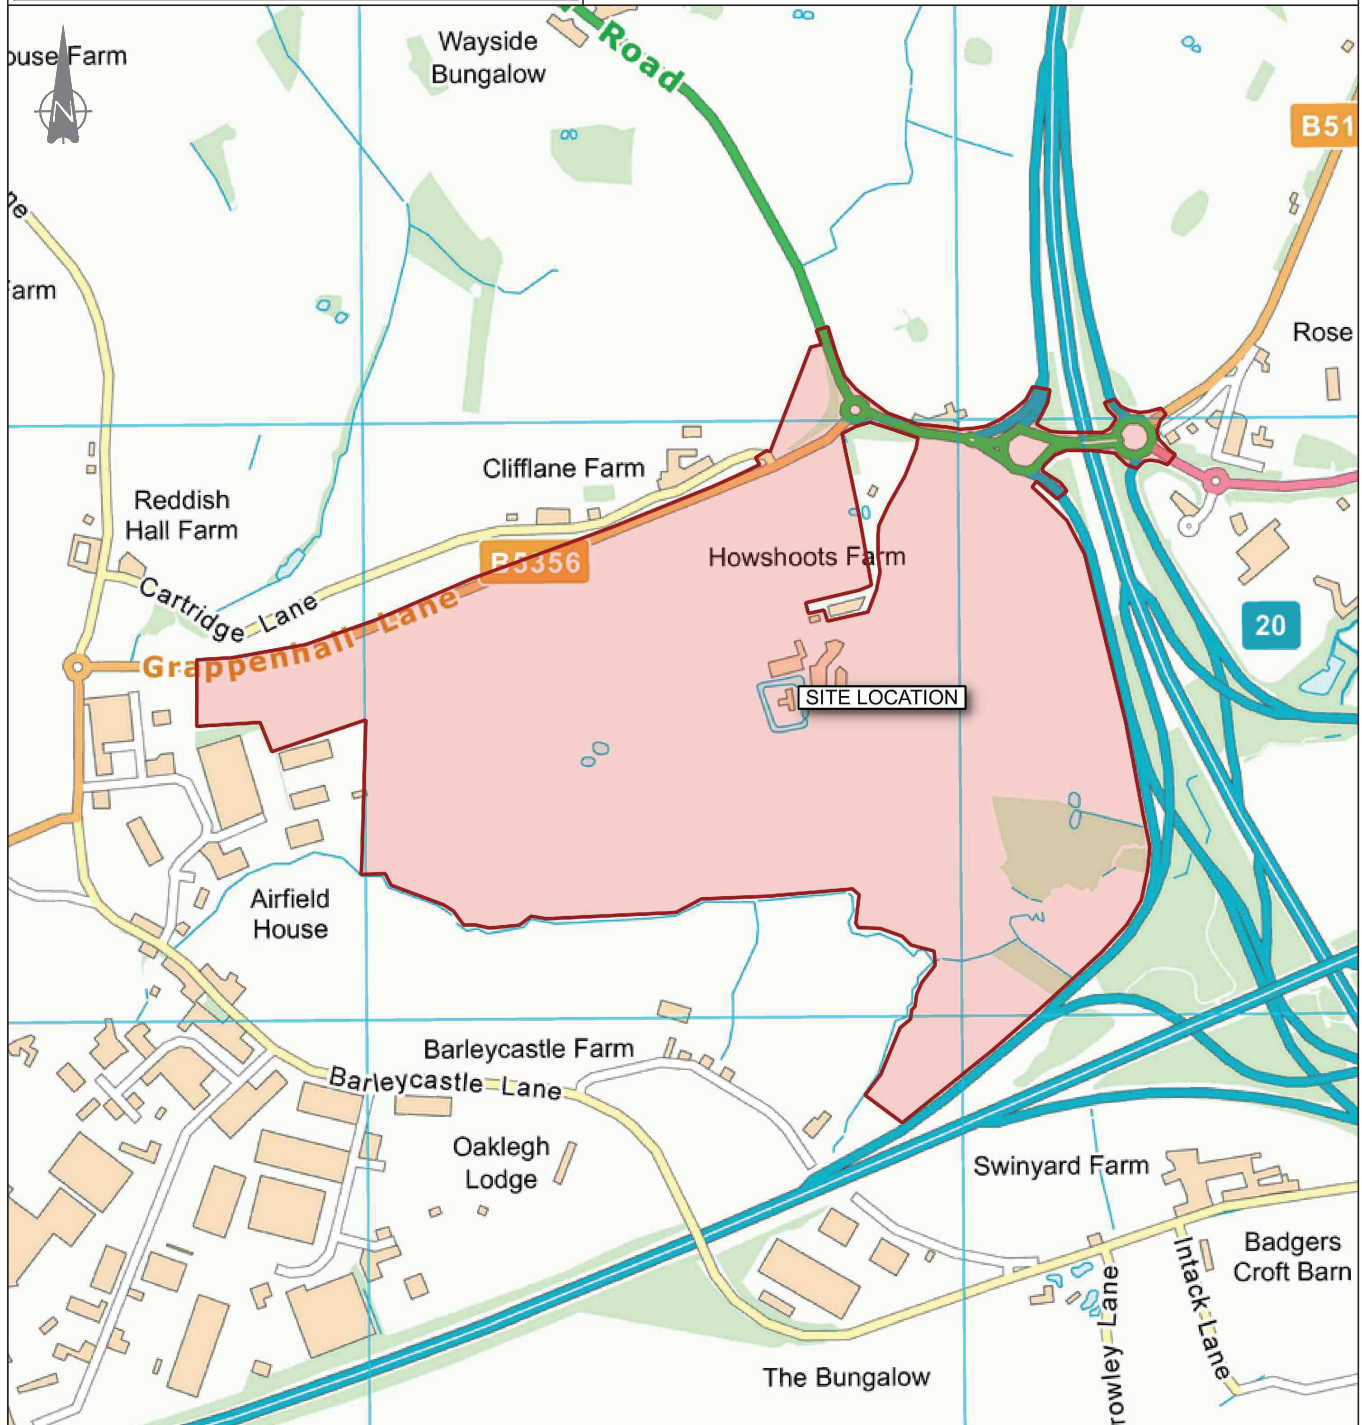 Wayside
Bungalow
Road
ouse Farm
N
B51
arm
Rose
Clifflane Farm
Reddish
Hall Farm
Howshoots Farm
B5356
Cartridge Lane
Grappenhall Lane
20
SITE LOCATION
Airfield
House
Barleycastle Farm
Barleycastle Lane
Oaklegh
Lodge
Swinyard Farm
Badgers
Croft Barn
Intack Lane
rowley Lane
The Bungalow